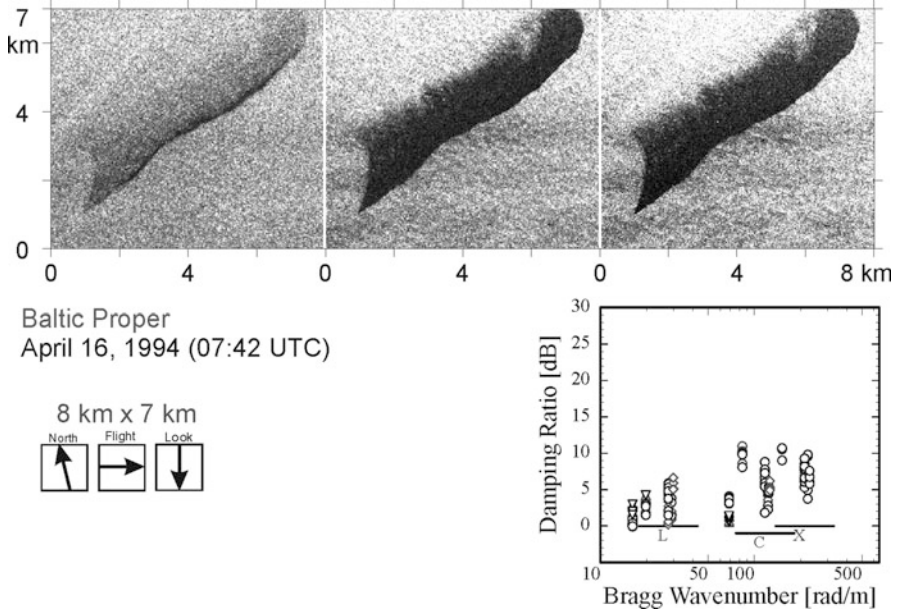 7
km
4
0
0 4 0 4 0 4 8 km
Baltic Proper
April 16, 1994 (07:42 UTC)
8 km x 7 km
North Flight Look
30
25
20
15
10
5
0
Damping Ratio [dB]
L C X
10 50 100 500
Bragg Wavenumber [rad/m]